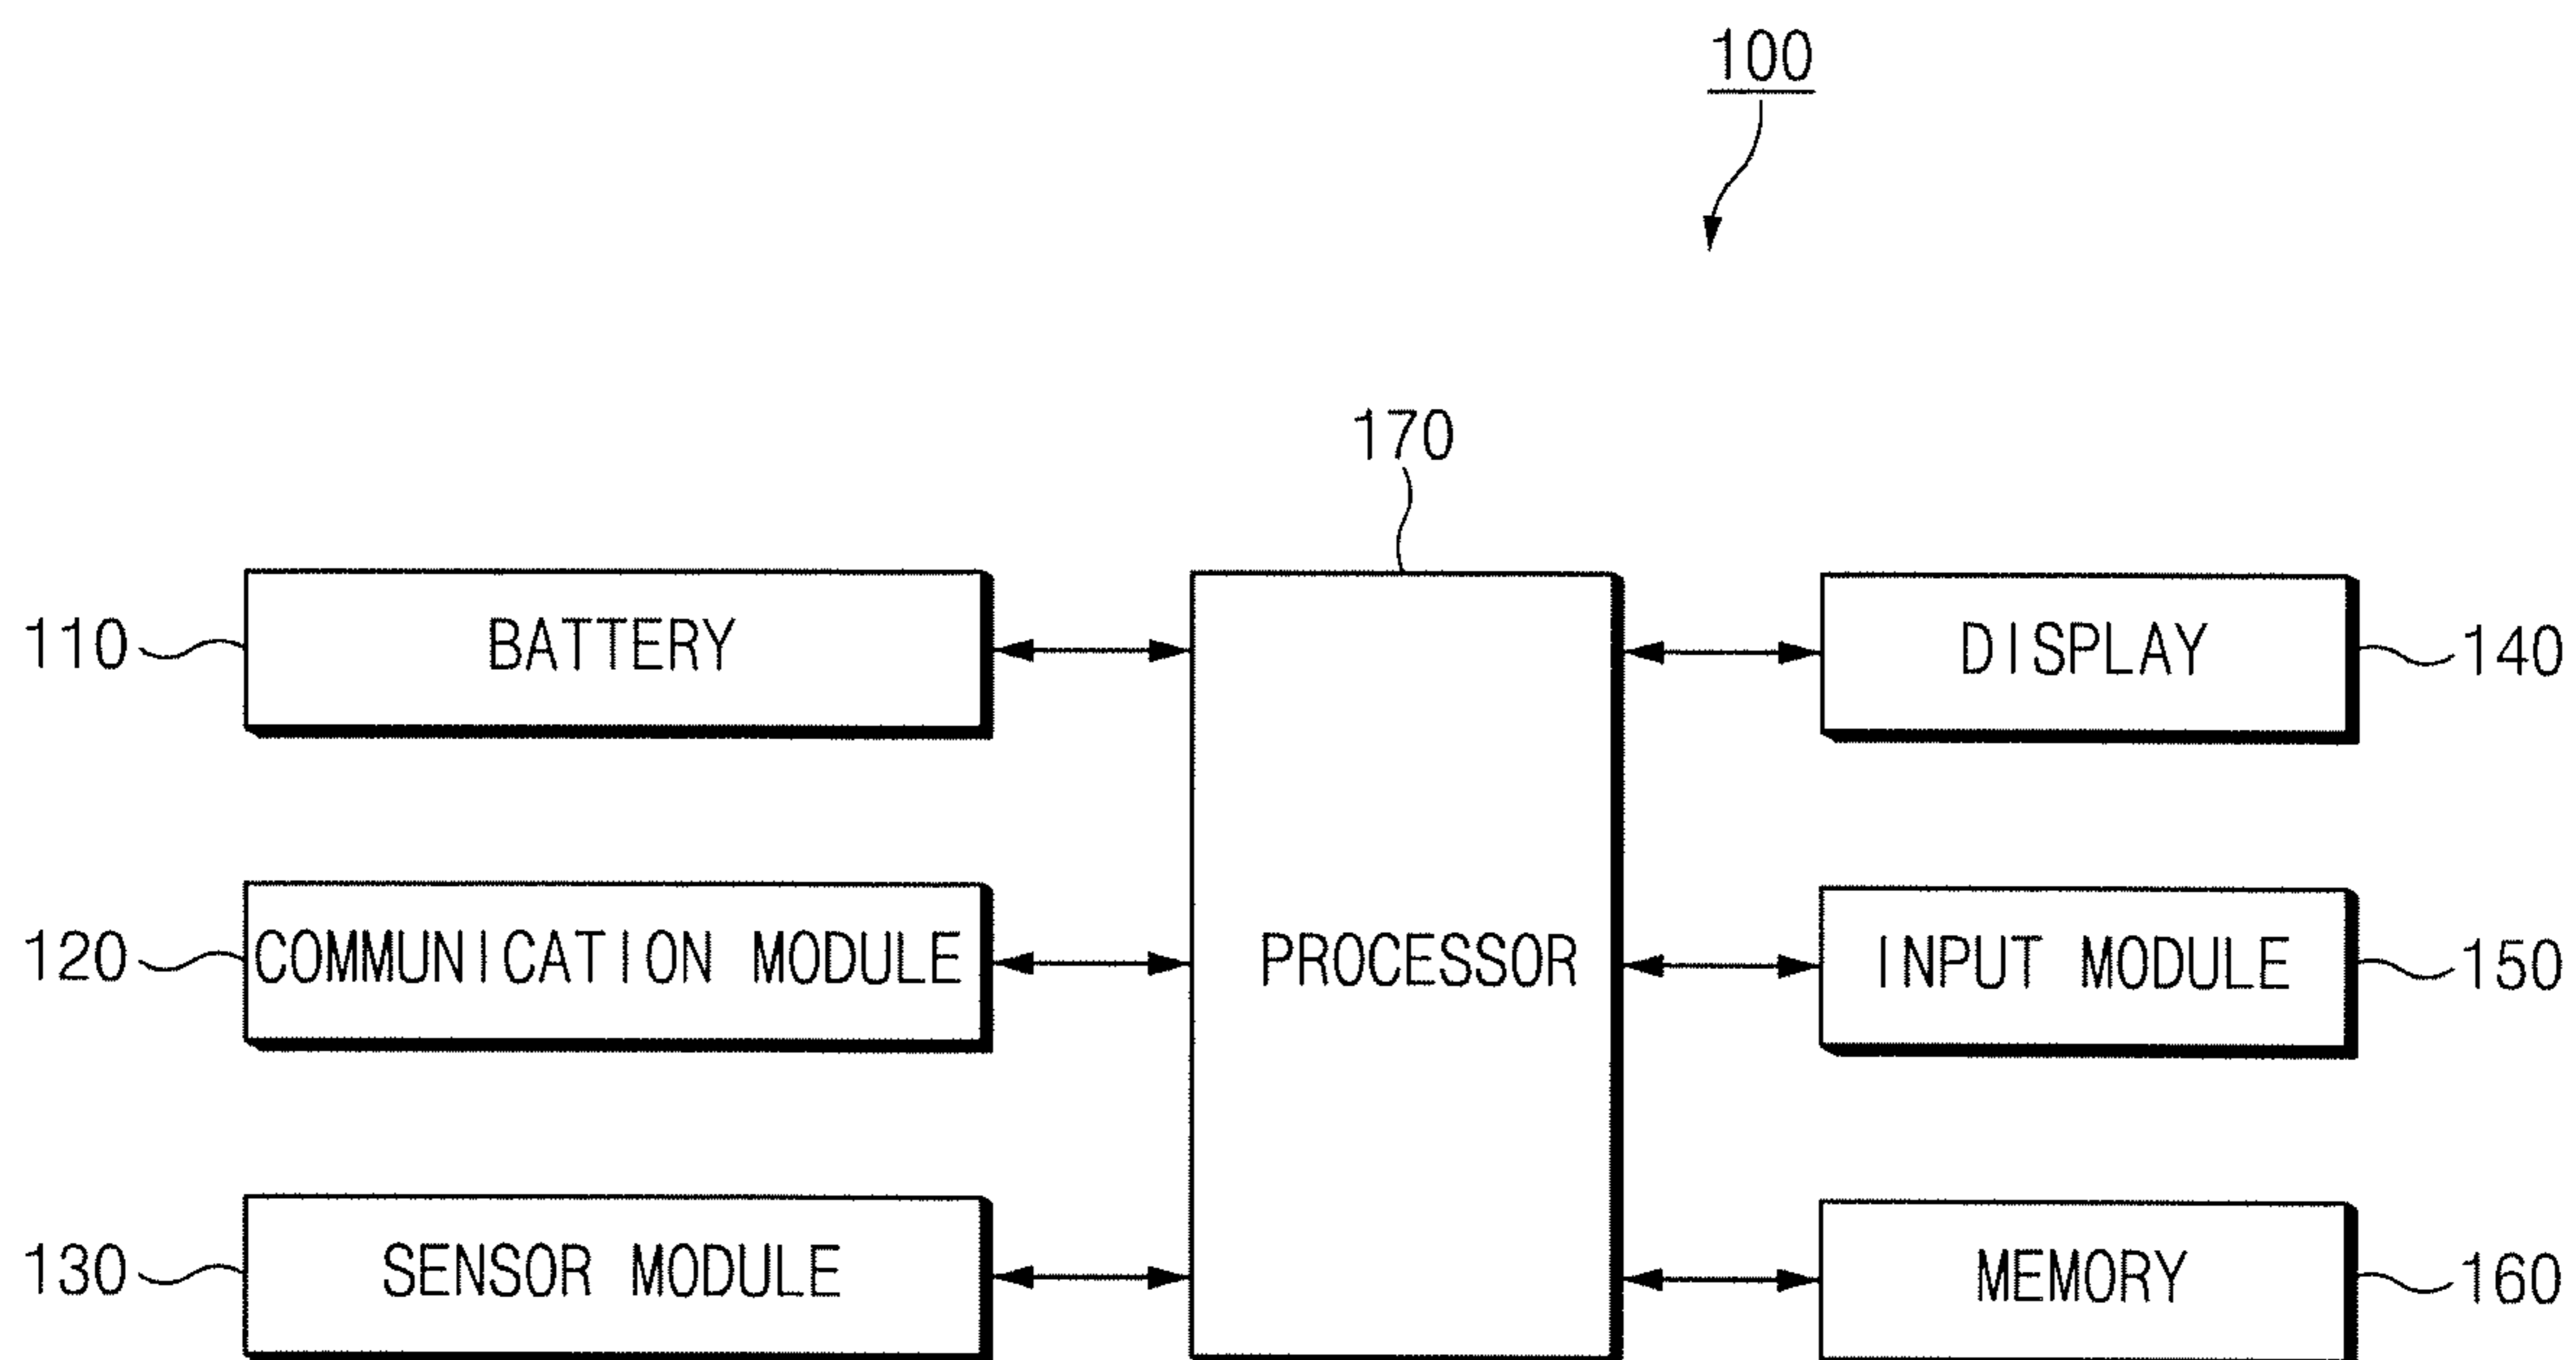 100
170
110 BATTERY DISPLAY 140
120 COMMUNICATION MODULE PROCESSOR INPUT MODULE 150
130 SENSOR MODULE MEMORY 160